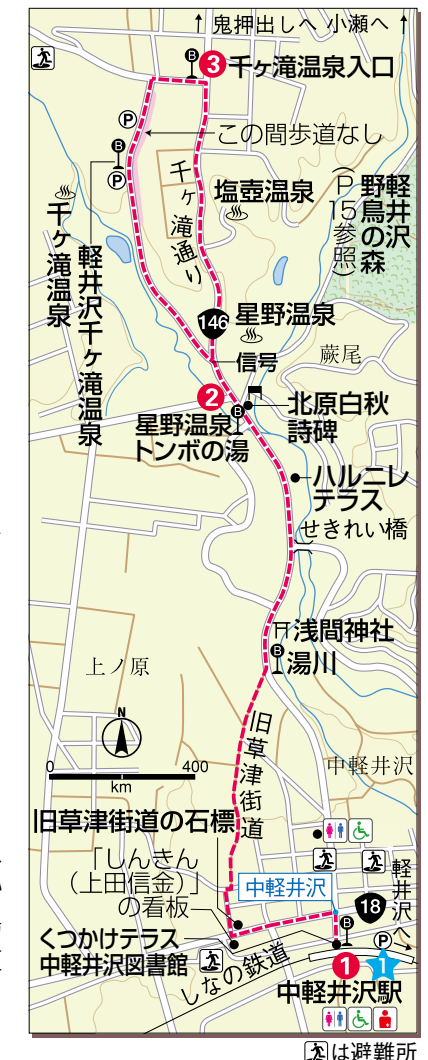 ↑鬼押出しへ 小瀬へ↑
B
3 千ヶ滝温泉入口
P
この間歩道なし
B
P
千ヶ滝通り
塩壺温泉
軽井沢
野鳥の森
(P15参照)
千ヶ滝温泉
軽井沢千ヶ滝温泉
146
星野温泉
信号
蕨尾
2
B
北原白秋
詩碑
星野温泉
トンボの湯
ハルニレ
テラス
せきれい橋
浅間神社
B
湯川
上ノ原
N
0 400
km
旧草津街道
中軽井沢
旧草津街道の石標
「しんきん
(上田信金)」
の看板
中軽井沢
18
軽井沢へ
B
P
くつかけテラス
中軽井沢図書館
しなの鉄道
1
1
中軽井沢駅
は避難所